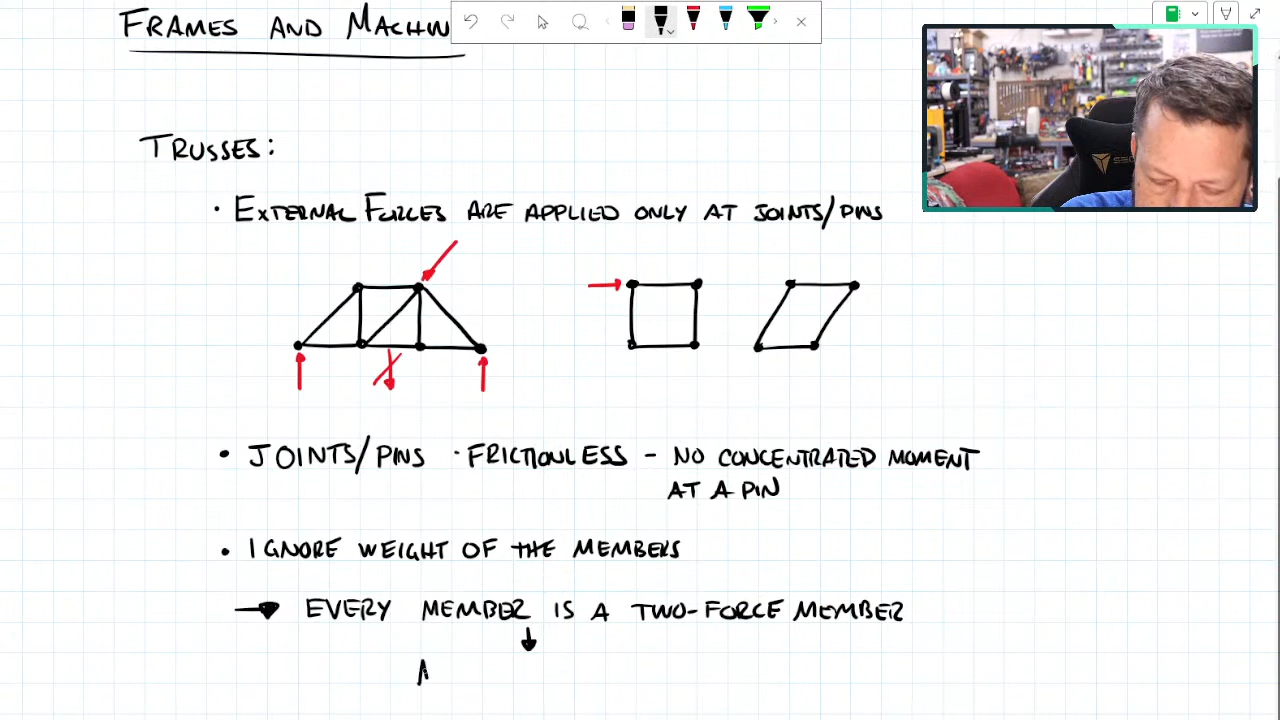 FRAMES AND MACHIN
TRUSSES:
• EXTERNAL FORCES ARE APPLIED ONLY AT JOINTS/PINS
• JOINTS/PINS • FRICTIONLESS - NO CONCENTRATED MOMENT
AT A PIN
• IGNORE WEIGHT OF THE MEMBERS
→ EVERY MEMBER IS A TWO-FORCE MEMBER